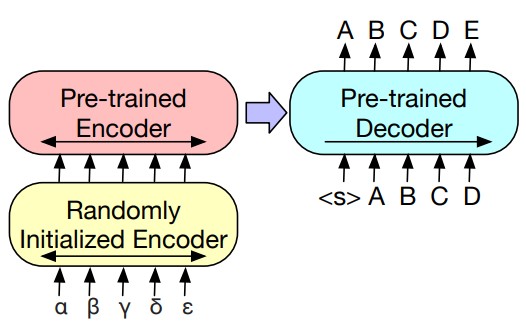 A B C D E
Pre-trained
Encoder
Pre-trained
Decoder
<s> A B C D
Randomly
Initialized Encoder
α β γ δ ε